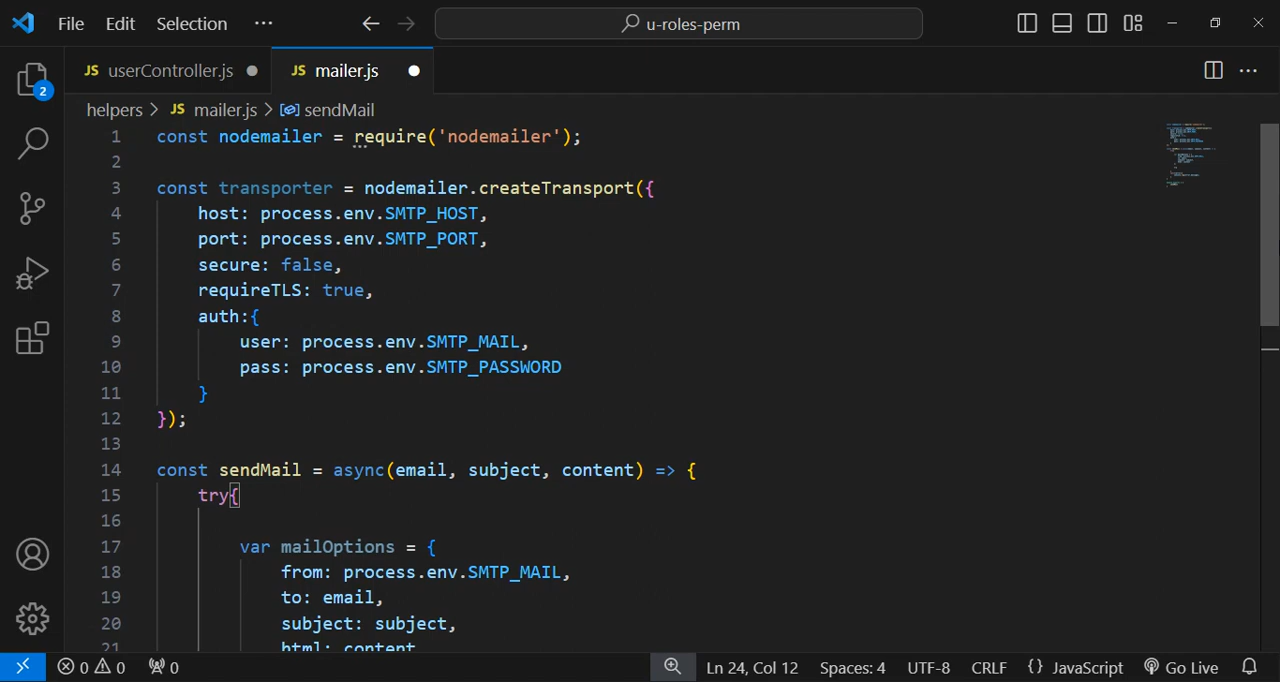 File Edit Selection ··· u-roles-perm
JS userController.js JS mailer.js ···
helpers > JS mailer.js > sendMail
1 const nodemailer = require('nodemailer');
2
3 const transporter = nodemailer.createTransport({
4 host: process.env.SMTP_HOST,
5 port: process.env.SMTP_PORT,
6 secure: false,
7 requireTLS: true,
8 auth:{
9 user: process.env.SMTP_MAIL,
10 pass: process.env.SMTP_PASSWORD
11 }
12 });
13
14 const sendMail = async(email, subject, content) => {
15 try{
16
17 var mailOptions = {
18 from: process.env.SMTP_MAIL,
19 to: email,
20 subject: subject,
21 html: content
2
0 0 0 Ln 24, Col 12 Spaces: 4 UTF-8 CRLF {} JavaScript Go Live